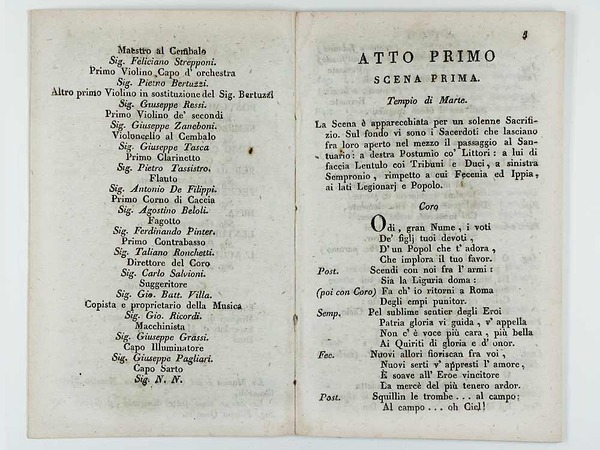 Maestro al Cembalo
Sig. Feliciano Strepponi.
Primo Violino Capo d' orchestra
Sig. Pietro Bertuzzi.
Altro primo Violino in sostituzione del Sig. Bertuzzi
Sig. Giuseppe Ressi.
Primo Violino de' secondi
Sig. Giuseppe Zaneboni.
Violoncello al Cembalo
Sig. Giuseppe Tasca
Primo Clarinetto
Sig. Pietro Tassistro.
Flauto
Sig. Antonio De Filippi.
Primo Corno di Caccia
Sig. Agostino Beloli.
Fagotto
Sig. Ferdinando Pinter.
Primo Contrabasso
Sig. Taliano Ronchetti.
Direttore del Coro
Sig. Carlo Salvioni.
Suggeritore
Sig. Gio. Batt. Villa.
Copista e proprietario della Musica
Sig. Gio. Ricordi.
Macchinista
Sig. Giuseppe Grassi.
Capo Illuminatore
Sig. Giuseppe Pagliari.
Capo Sarto
Sig. N. N.
5
ATTO PRIMO
SCENA PRIMA.
Tempio di Marte.
La Scena è apparecchiata per un solenne Sacrifi-
zio. Sul fondo vi sono i Sacerdoti che lasciano
fra loro aperto nel mezzo il passaggio al San-
tuario: a destra Postumio co' Littori: a lui di
faccia Lentulo coi Tribuni e Duci, a sinistra
Sempronio, rimpetto a cui Fecenia ed Ippia,
ai lati Legionarj e Popolo.
Coro
Odi, gran Nume, i voti
De' figlj tuoi devoti,
D' un Popol che t' adora,
Che implora il tuo favor.
Post. Scendi con noi fra l' armi:
Sia la Liguria doma:
(poi con Coro) Fa ch' io ritorni a Roma
Degli empi punitor.
Semp. Pel sublime sentier degli Eroi
Patria gloria vi guida, v' appella
Non c' è voce più cara, più bella
Ai Quiriti di gloria e d' onor.
Fec. Nuovi allori fioriscan fra voi,
Nuovi serti v' appresti l' amore,
E soave all' Eroe vincitore
La mercè del più tenero ardor.
Post. Squillin le trombe . . . al campo:
Al campo . . . oh Ciel!